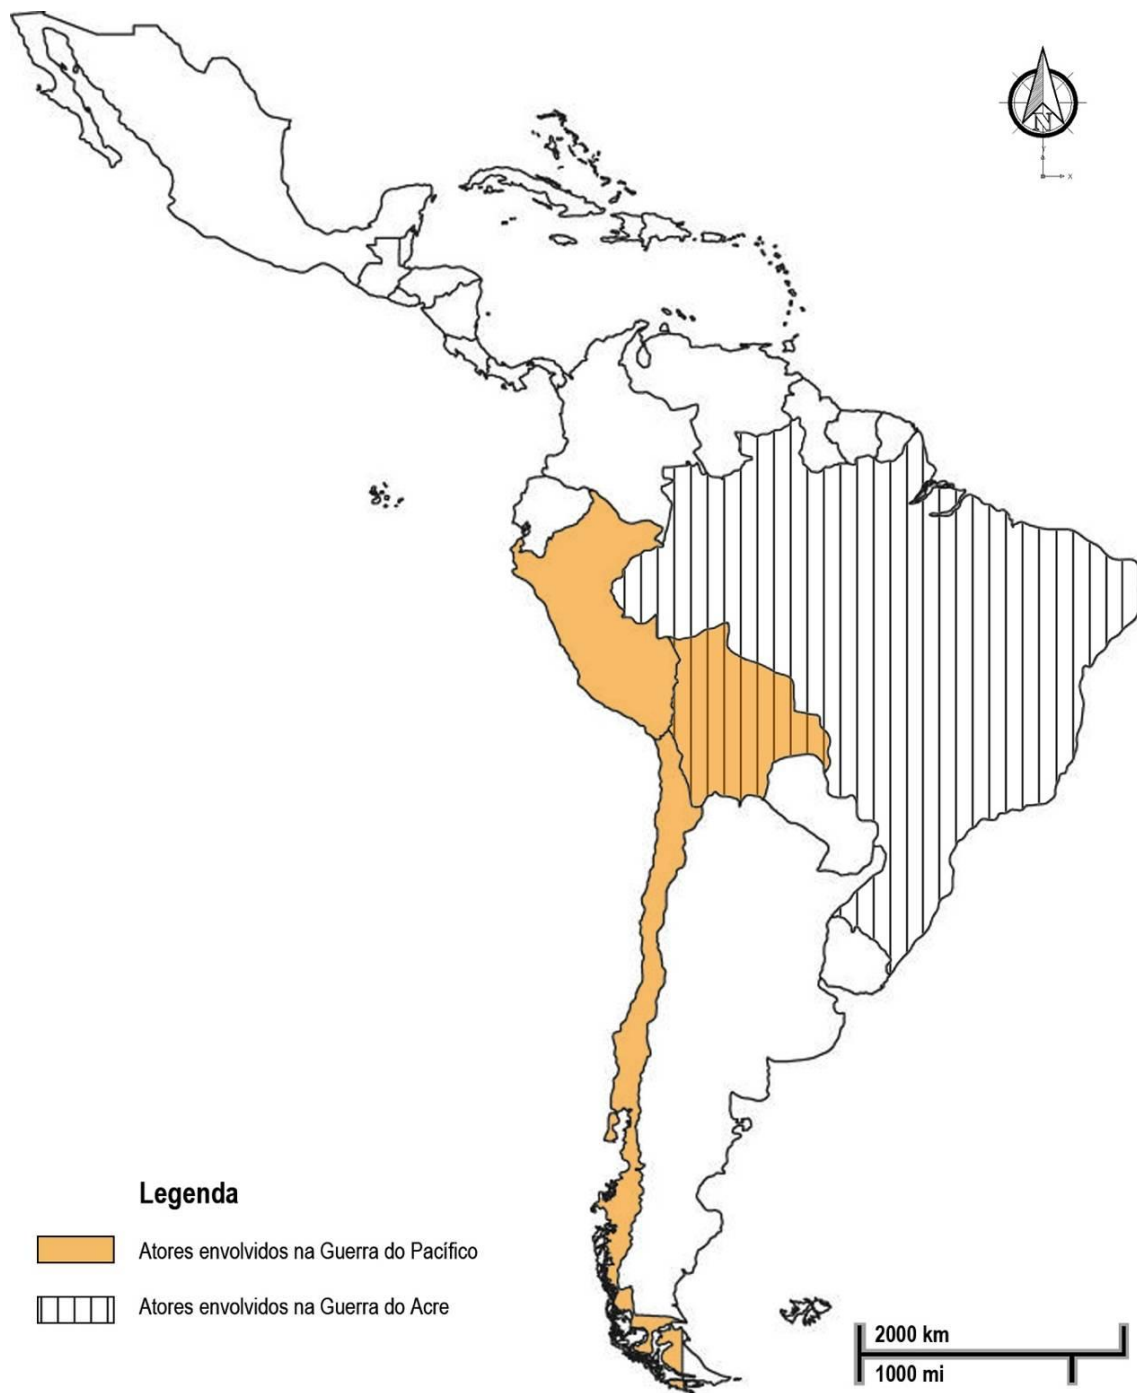 N
Y
X
Legenda
Atores envolvidos na Guerra do Pacífico
Atores envolvidos na Guerra do Acre
2000 km
1000 mi